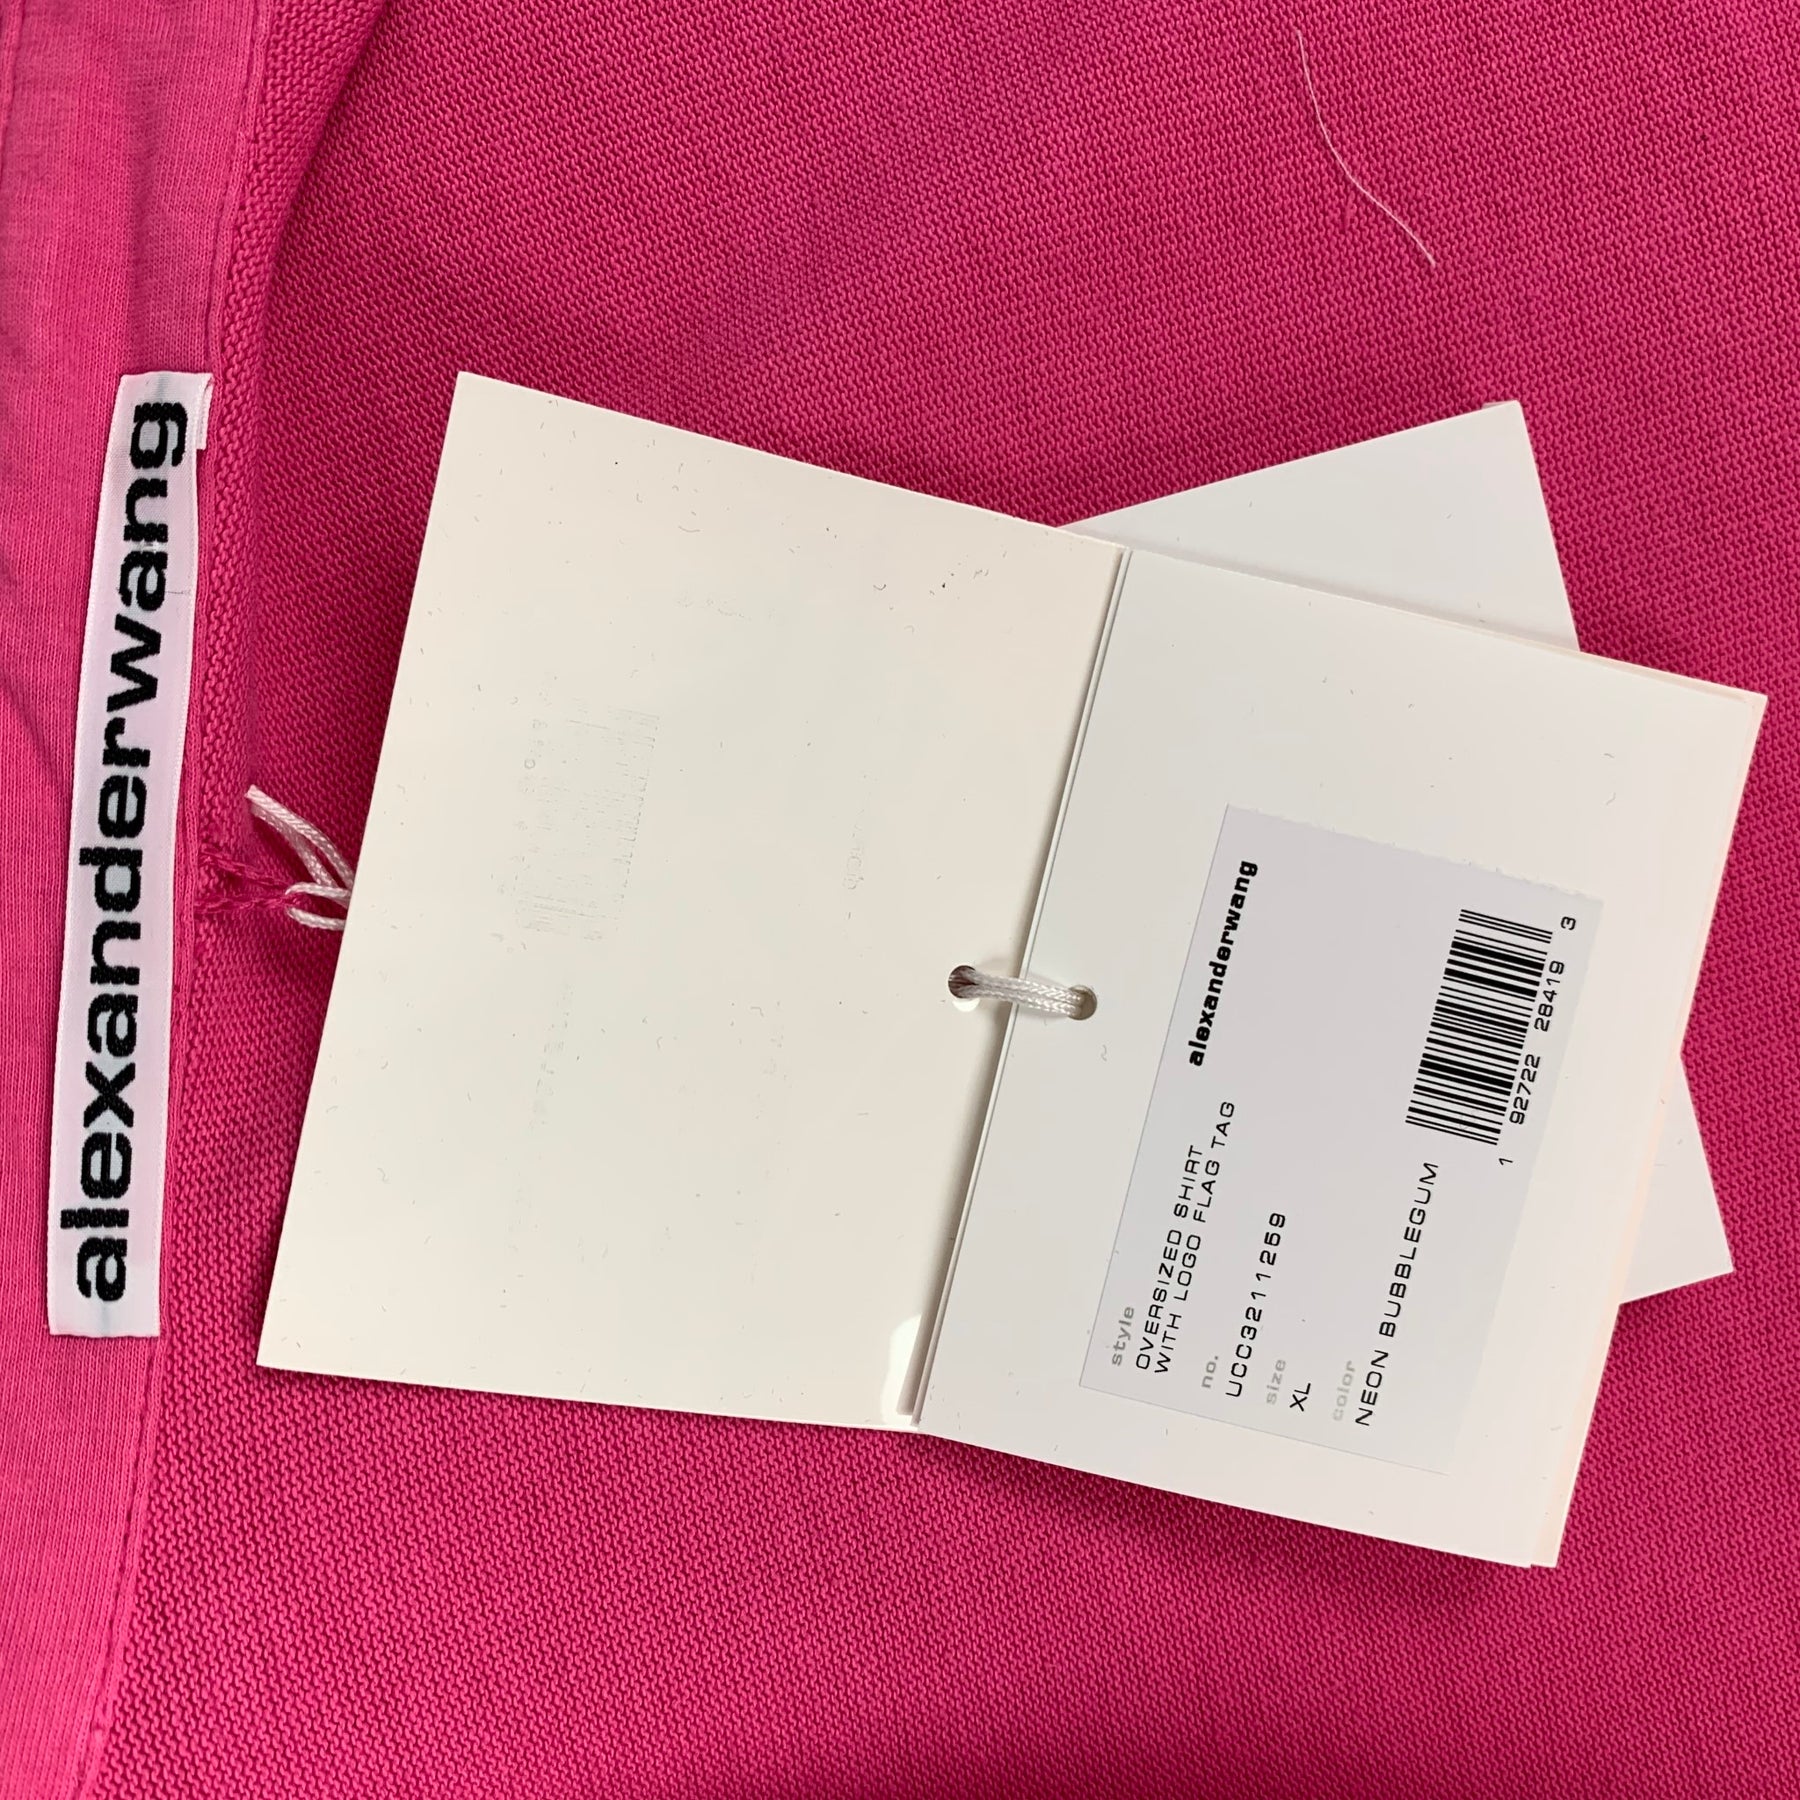 alexanderwang
alexanderwang
style
OVERSIZED SHIRT
WITH LOGO FLAG TAG
no.
UCC3211259
size
XL
color
NEON BUBBLEGUM
1 92722 28419 3